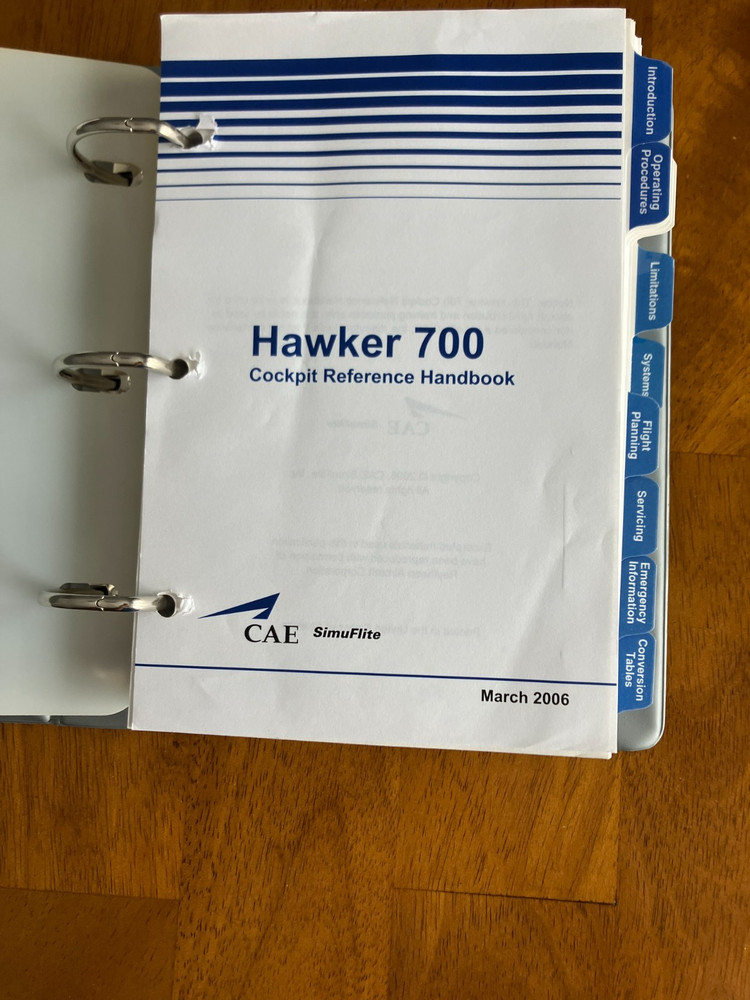 Hawker 700
Cockpit Reference Handbook
CAE SimuFlite
March 2006
Introduction
Operating
Procedures
Limitations
Systems
Flight
Planning
Servicing
Emergency
Information
Conversion
Tables